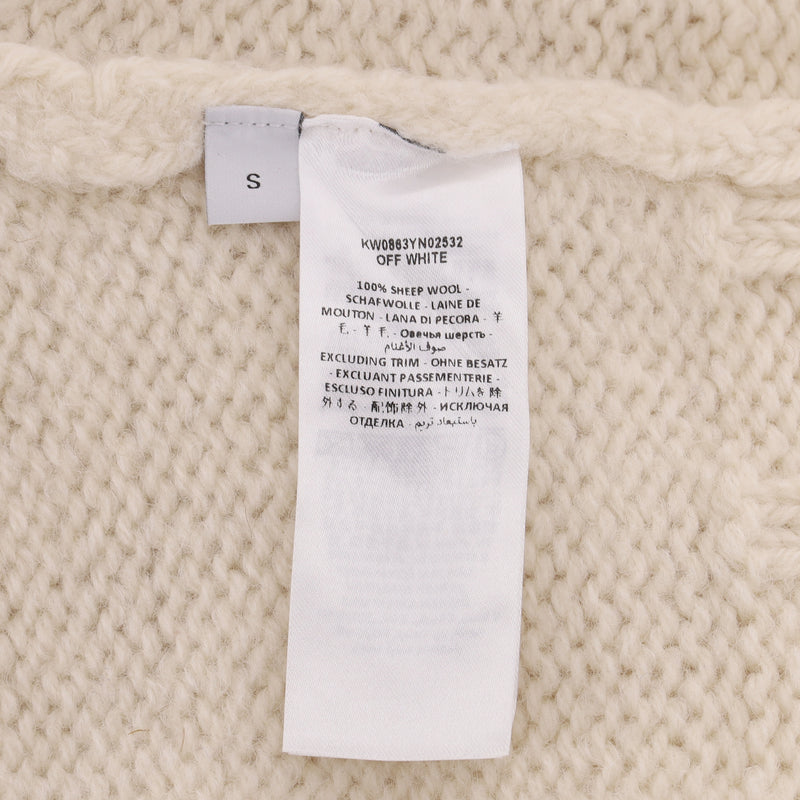 S
KW0863YN02532
OFF WHITE
100% SHEEP WOOL -
SCHAFWOLLE - LAINE DE
MOUTON - LANA DI PECORA - 羊
毛 - 羊 毛 - Овечья шерсть -
صوف الأغنام
EXCLUDING TRIM - OHNE BESATZ
- EXCLUANT PASSEMENTERIE -
ESCLUSO FINITURA - トリムを除
外する - 配飾除外 - ИСКЛЮЧАЯ
ОТДЕЛКА - باستبعاد تريم